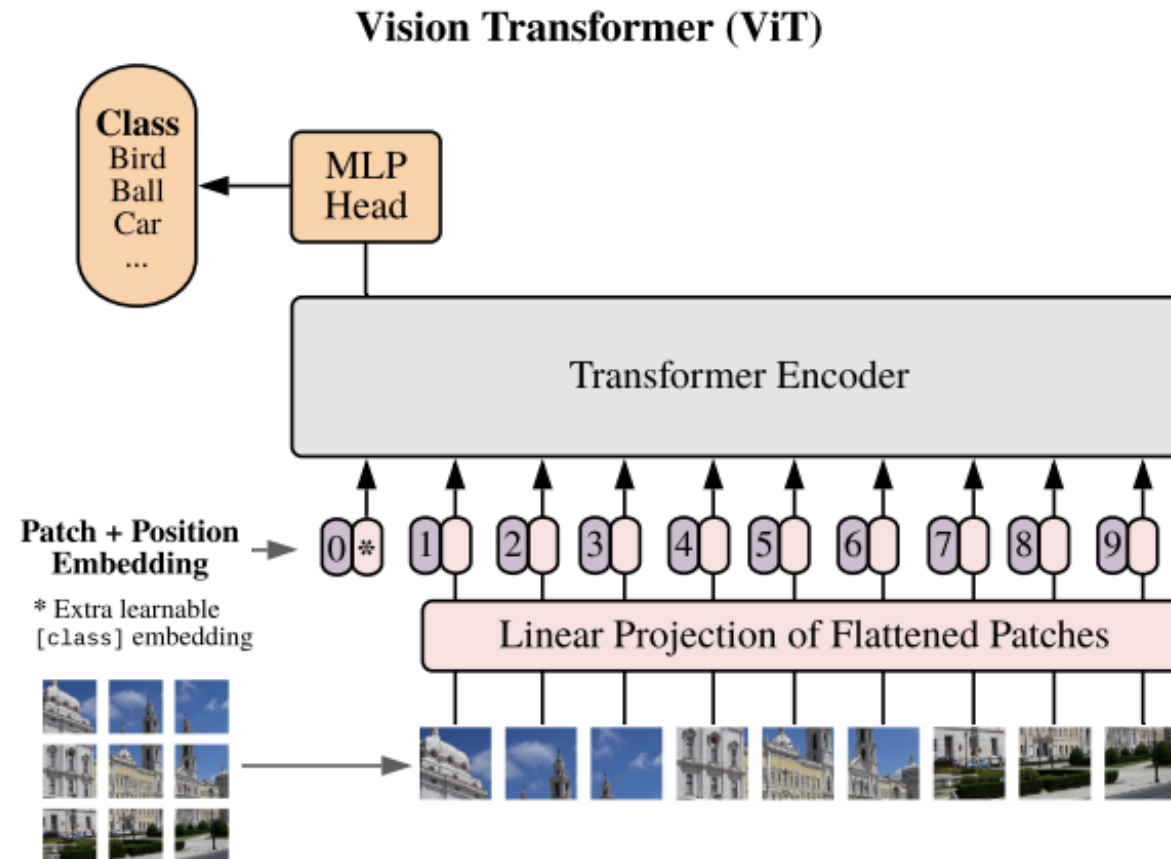 Vision Transformer (ViT)
Class
Bird
Ball
Car
...
MLP
Head
Transformer Encoder
Patch + Position
Embedding
0 * 1 2 3 4 5 6 7 8 9
* Extra learnable
[class] embedding
Linear Projection of Flattened Patches